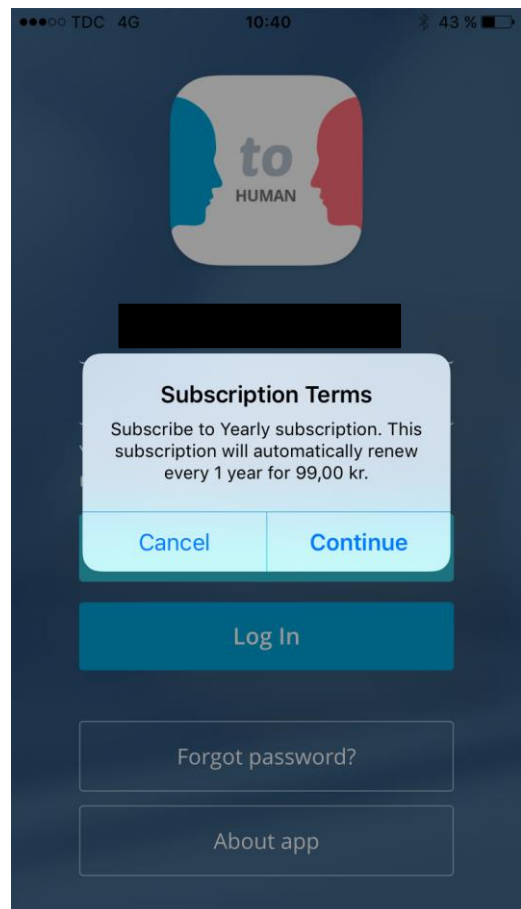 TDC 4G 10:40 43 %
to
HUMAN
Subscription Terms
Subscribe to Yearly subscription. This
subscription will automatically renew
every 1 year for 99,00 kr.
Cancel Continue
Log In
Forgot password?
About app